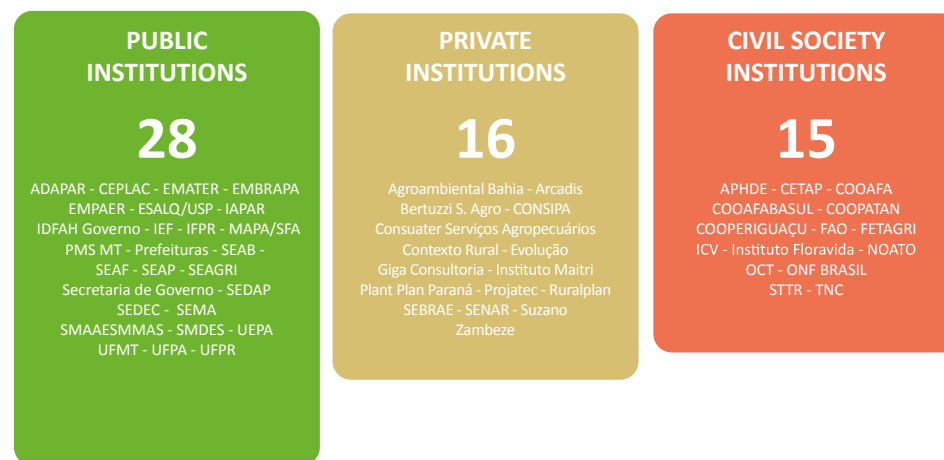 PUBLIC
INSTITUTIONS
28
ADAPAR - CEPLAC - EMATER - EMBRAPA
EMPAER - ESALQ/USP - IAPAR
IDFAH Governo - IEF - IFPR - MAPA/SFA
PMS MT - Prefeituras - SEAB -
SEAF - SEAP - SEAGRI
Secretaria de Governo - SEDAP
SEDEC - SEMA
SMAAESMMAS - SMDES - UEPA
UFMT - UFPA - UFPR
PRIVATE
INSTITUTIONS
16
Agroambiental Bahia - Arcadis
Bertuzzi S. Agro - CONSIPA
Consuater Serviços Agropecuários
Contexto Rural - Evolução
Giga Consultoria - Instituto Maitri
Plant Plan Paraná - Projatec - Ruralplan
SEBRAE - SENAR - Suzano
Zambeze
CIVIL SOCIETY
INSTITUTIONS
15
APHDE - CETAP - COOAFA
COOAFABASUL - COOPATAN
COOPERIGUAÇU - FAO - FETAGRI
ICV - Instituto Floravida - NOATO
OCT - ONF BRASIL
STTR - TNC